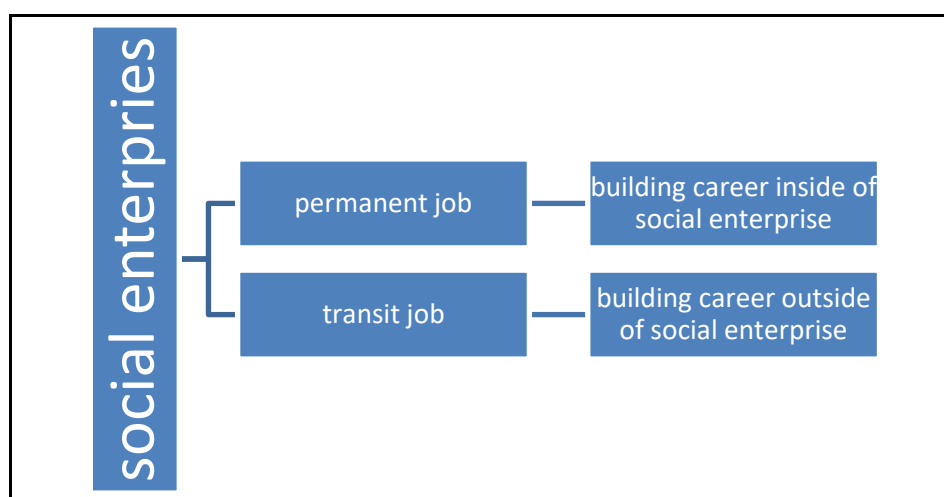 social enterpries
permanent job
building career inside of
social enterprise
transit job
building career outside
of social enterprise